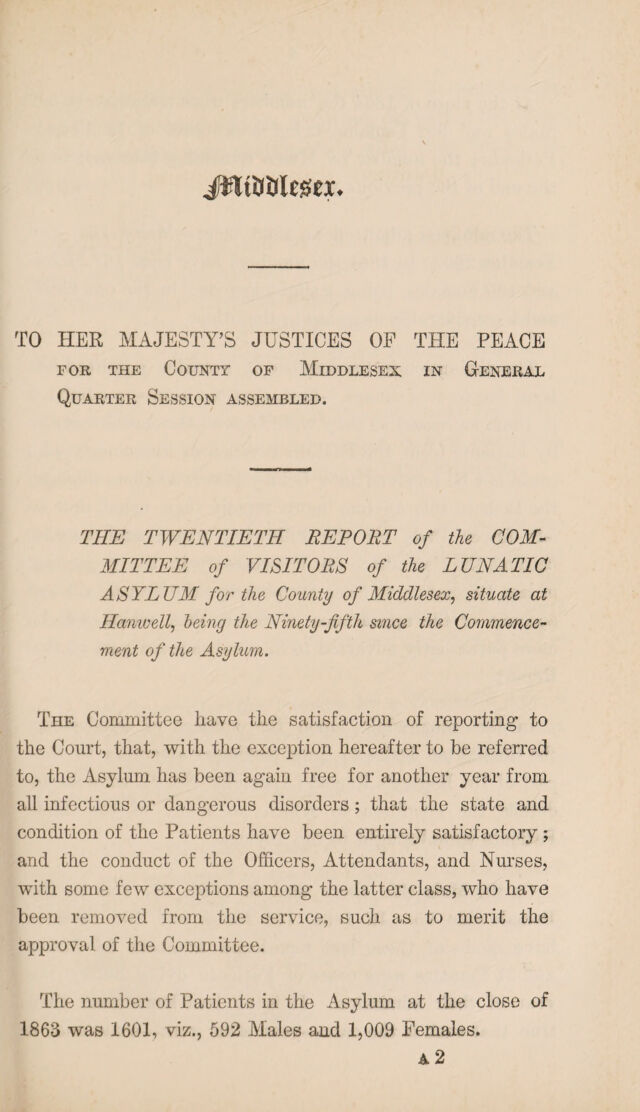 Middlesex.
TO HER MAJESTY'S JUSTICES OF THE PEACE
FOR THE COUNTY OF MIDDLESEX IN GENERAL
QUARTER SESSION ASSEMBLED.
THE TWENTIETH REPORT of the COM-
MITTEE of VISITORS of the LUNATIC
ASYLUM for the County of Middlesex, situate at
Hanwell, being the Ninety-fifth since the Commence-
ment of the Asylum.
THE Committee have the satisfaction of reporting to
the Court, that, with the exception hereafter to be referred
to, the Asylum has been again free for another year from
all infectious or dangerous disorders; that the state and
condition of the Patients have been entirely satisfactory;
and the conduct of the Officers, Attendants, and Nurses,
with some few exceptions among the latter class, who have
been removed from the service, such as to merit the
approval of the Committee.
The number of Patients in the Asylum at the close of
1863 was 1601, viz., 592 Males and 1,009 Females.
A 2